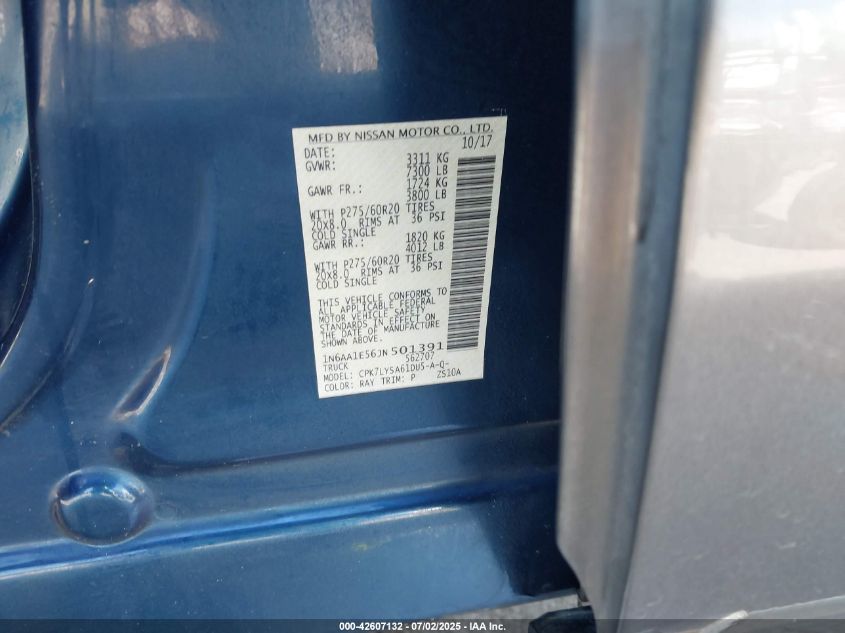 MFD BY NISSAN MOTOR CO., LTD.
DATE: 10/17
GVWR: 3311 KG
7300 LB
GAWR FR.: 1724 KG
3800 LB
WITH P275/60R20 TIRES
20X8.0 RIMS AT 36 PSI
COLD SINGLE
GAWR RR.: 1820 KG
4012 LB
WITH P275/60R20 TIRES
20X8.0 RIMS AT 36 PSI
COLD SINGLE
THIS VEHICLE CONFORMS TO
ALL APPLICABLE FEDERAL
MOTOR VEHICLE SAFETY
STANDARDS IN EFFECT ON
THE DATE OF MANUFACTURE
SHOWN ABOVE.
1N6AA1E56JN501391
TRUCK 562707
MODEL: CPK7LYSA61DU5-A-Q-
COLOR: RAY TRIM: P ZS10A
000-42607132 - 07/02/2025 - IAA Inc.